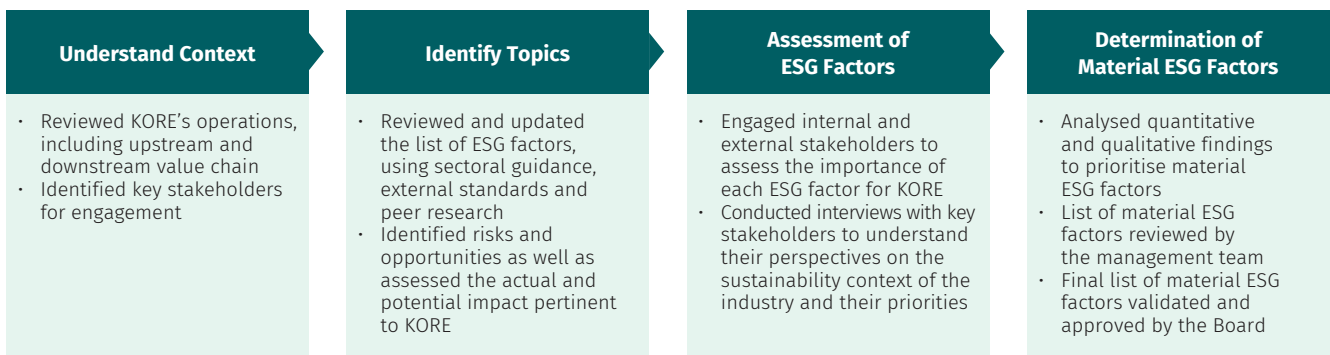 Understand Context
• Reviewed KORE’s operations,
including upstream and
downstream value chain
• Identified key stakeholders
for engagement
Identify Topics
• Reviewed and updated
the list of ESG factors,
using sectoral guidance,
external standards and
peer research
• Identified risks and
opportunities as well as
assessed the actual and
potential impact pertinent
to KORE
Assessment of
ESG Factors
• Engaged internal and
external stakeholders to
assess the importance of
each ESG factor for KORE
• Conducted interviews with key
stakeholders to understand
their perspectives on the
sustainability context of the
industry and their priorities
Determination of
Material ESG Factors
• Analysed quantitative
and qualitative findings
to prioritise material
ESG factors
• List of material ESG
factors reviewed by
the management team
• Final list of material ESG
factors validated and
approved by the Board